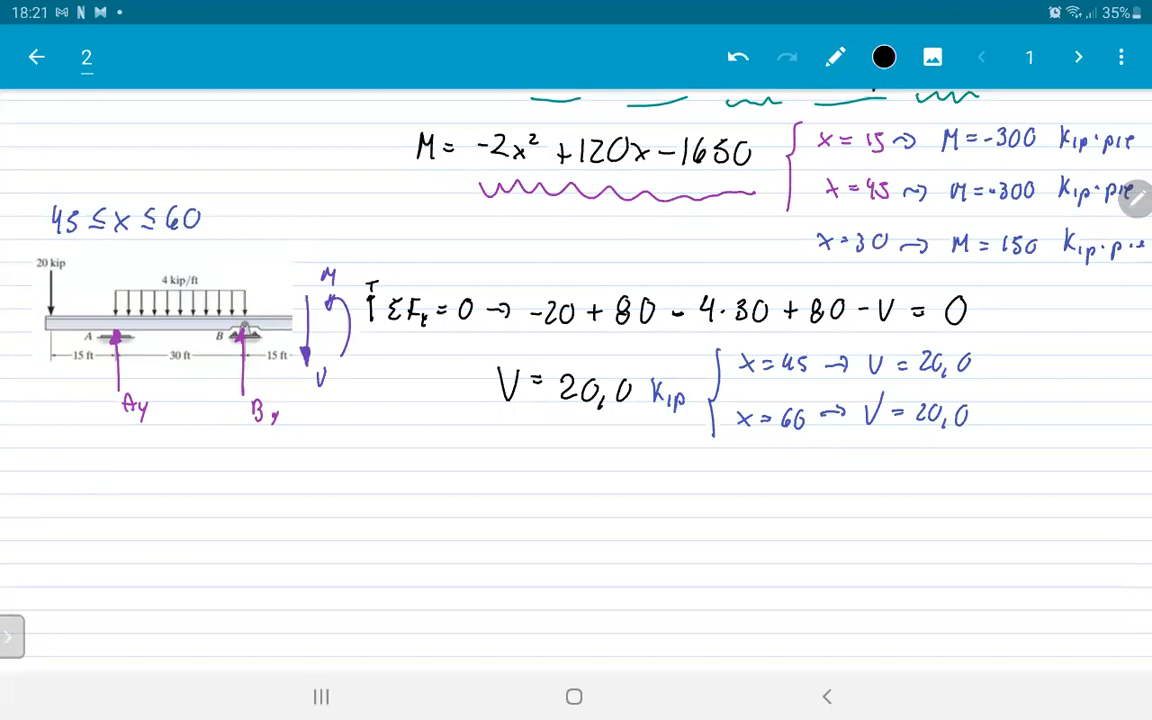 18:21 35%
2 1
M = -2x² + 120x - 1650
x = 15 → M = -300 kip·pie
x = 45 → M = -300 kip·pie
x = 30 → M = 150 kip·pie
45 ≤ x ≤ 60
20 kip
4 kip/ft
A B
15 ft 30 ft 15 ft
M
V
Ay By
↑+ ΣFy = 0 → -20 + 80 - 4·30 + 80 - V = 0
V = 20,0 kip
x = 45 → V = 20,0
x = 60 → V = 20,0